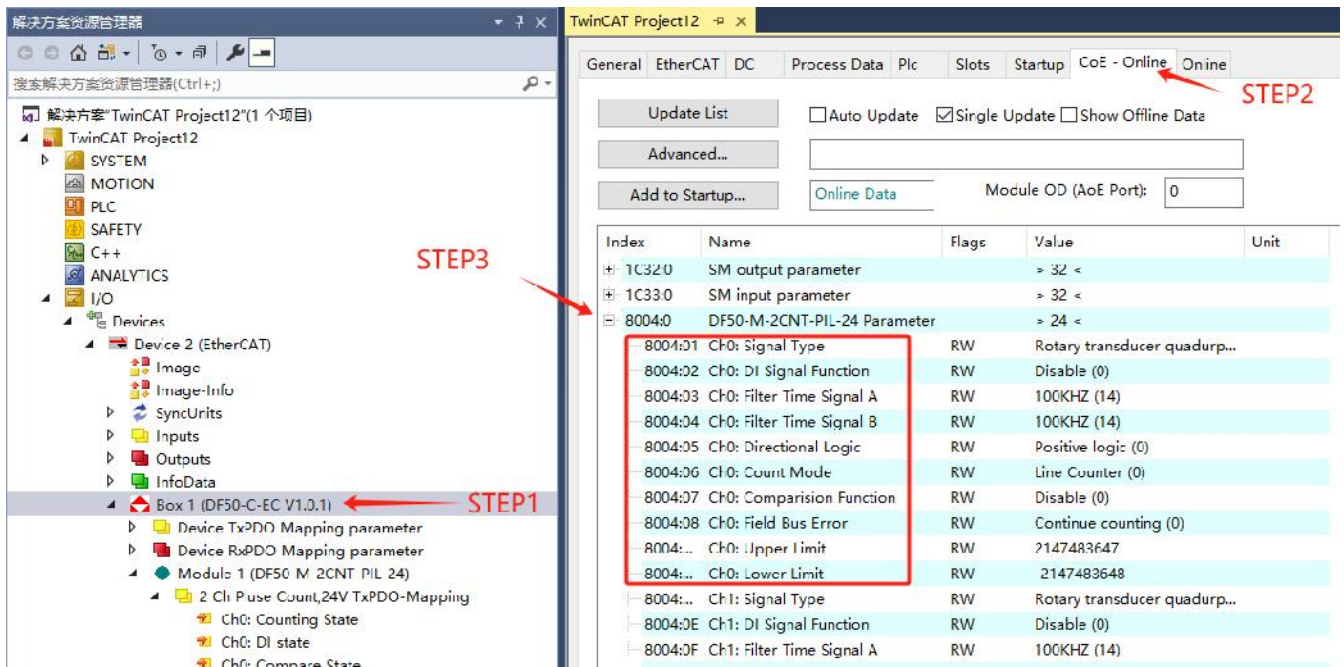 解决方案资源管理器
搜索解决方案资源管理器(Ctrl+;)
解决方案"TwinCAT Project12"(1 个项目)
TwinCAT Project12
SYSTEM
MOTION
PLC
SAFETY
C++
ANALYTICS
I/O
Devices
Device 2 (EtherCAT)
Image
Image-Info
SyncUnits
Inputs
Outputs
InfoData
Box 1 (DF50-C-EC V1.0.1)
STEP1
Device TxPDO Mapping parameter
Device RxPDO Mapping parameter
Module 1 (DF50-M-2CNT-PIL-24)
2 Ch Pluse Count,24V TxPDO-Mapping
Ch0: Counting State
Ch0: DI state
Ch0: Compare State
TwinCAT Project12
General EtherCAT DC Process Data Plc Slots Startup CoE - Online Online
STEP2
Update List Auto Update Single Update Show Offline Data
Advanced...
Add to Startup... Online Data Module OD (AoE Port): 0
STEP3
Index Name Flags Value Unit
1C32:0 SM output parameter > 32 <
1C33:0 SM input parameter > 32 <
8004:0 DF50-M-2CNT-PIL-24 Parameter > 24 <
8004:01 Ch0: Signal Type RW Rotary transducer quadurp...
8004:02 Ch0: DI Signal Function RW Disable (0)
8004:03 Ch0: Filter Time Signal A RW 100KHZ (14)
8004:04 Ch0: Filter Time Signal B RW 100KHZ (14)
8004:05 Ch0: Directional Logic RW Positive logic (0)
8004:06 Ch0: Count Mode RW Line Counter (0)
8004:07 Ch0: Comparision Function RW Disable (0)
8004:08 Ch0: Field Bus Error RW Continue counting (0)
8004:... Ch0: Upper Limit RW 2147483647
8004:... Ch0: Lower Limit RW -2147483648
8004:... Ch1: Signal Type RW Rotary transducer quadurp...
8004:0E Ch1: DI Signal Function RW Disable (0)
8004:0F Ch1: Filter Time Signal A RW 100KHZ (14)